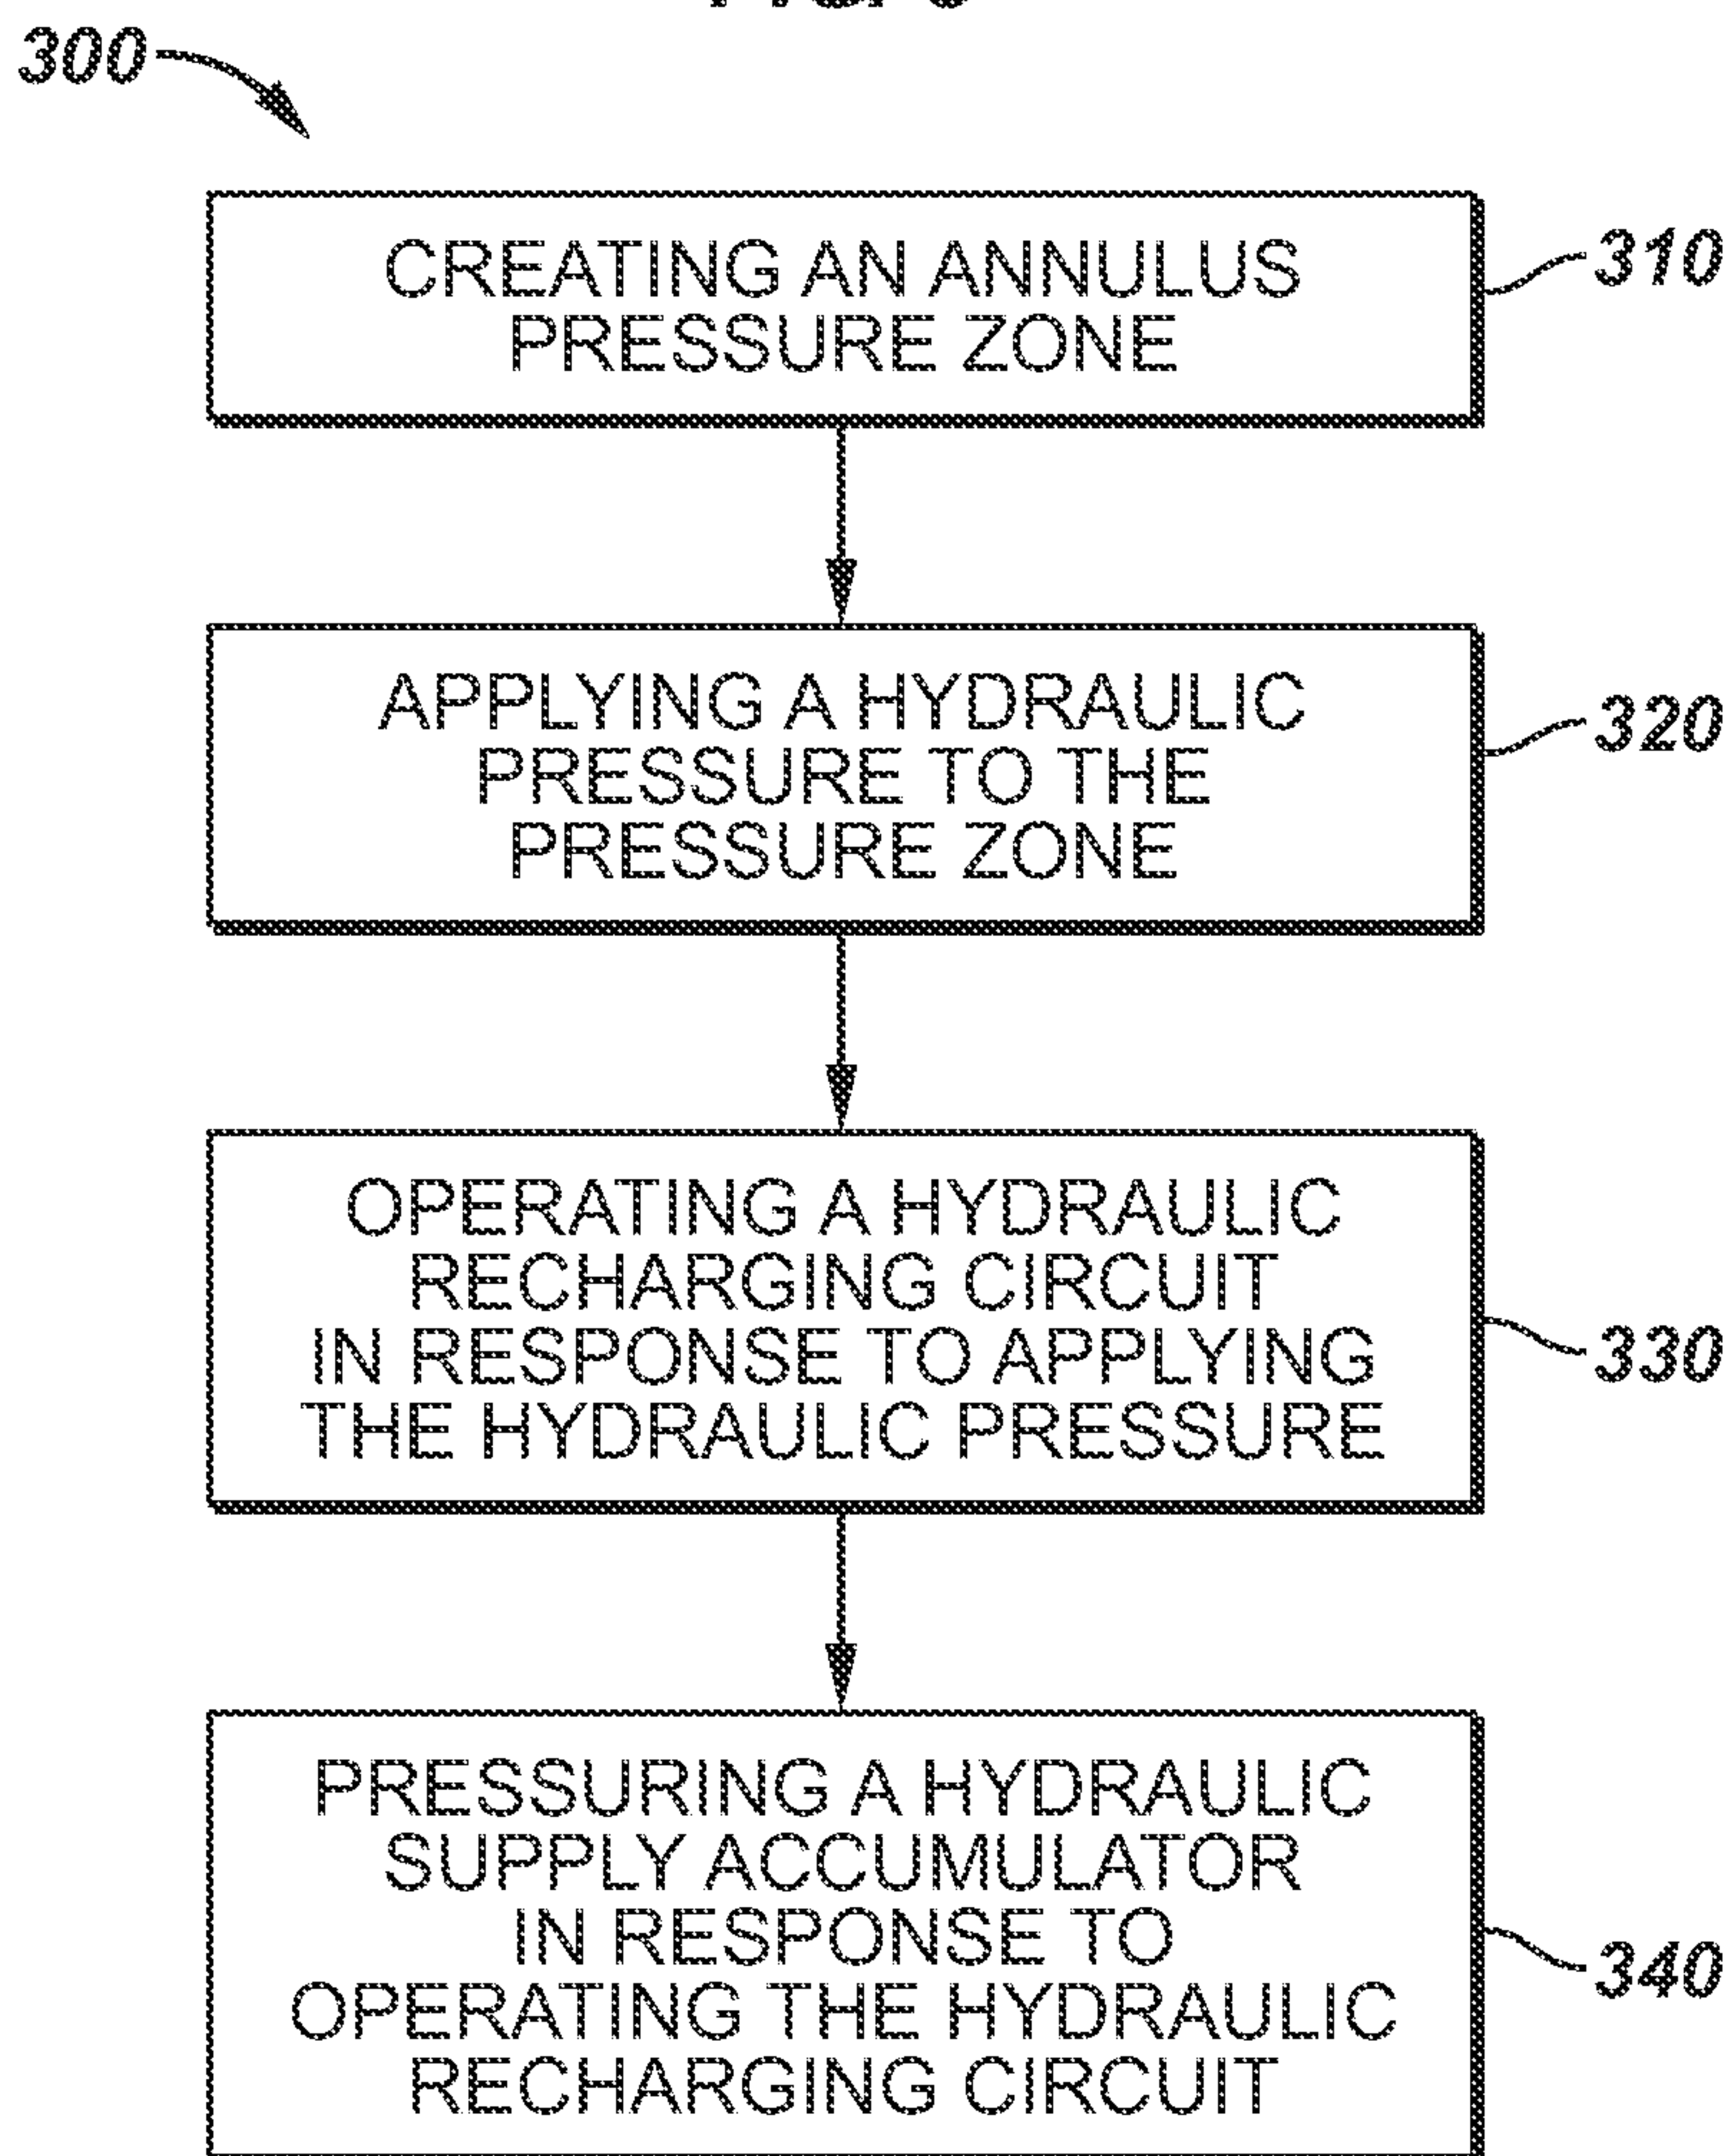 300
CREATING AN ANNULUS
PRESSURE ZONE
310
APPLYING A HYDRAULIC
PRESSURE TO THE
PRESSURE ZONE
320
OPERATING A HYDRAULIC
RECHARGING CIRCUIT
IN RESPONSE TO APPLYING
THE HYDRAULIC PRESSURE
330
PRESSURING A HYDRAULIC
SUPPLY ACCUMULATOR
IN RESPONSE TO
OPERATING THE HYDRAULIC
RECHARGING CIRCUIT
340